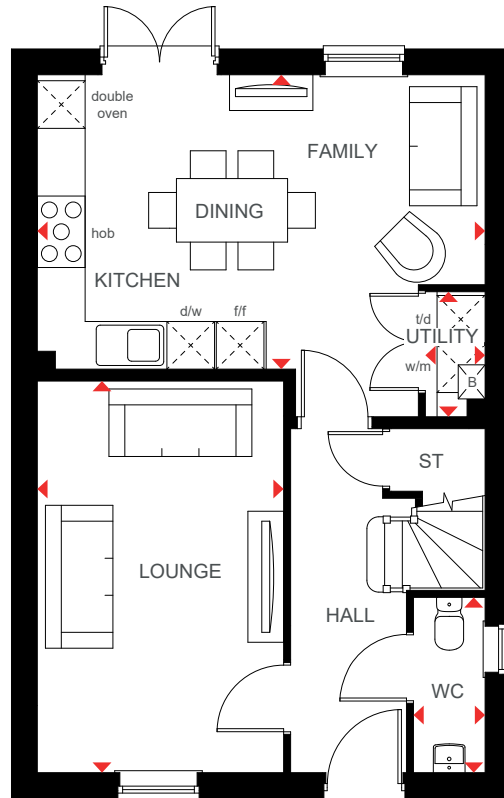 double
oven
FAMILY
DINING
hob
KITCHEN
d/w
f/f
t/d
UTILITY
w/m
B
ST
LOUNGE
HALL
WC